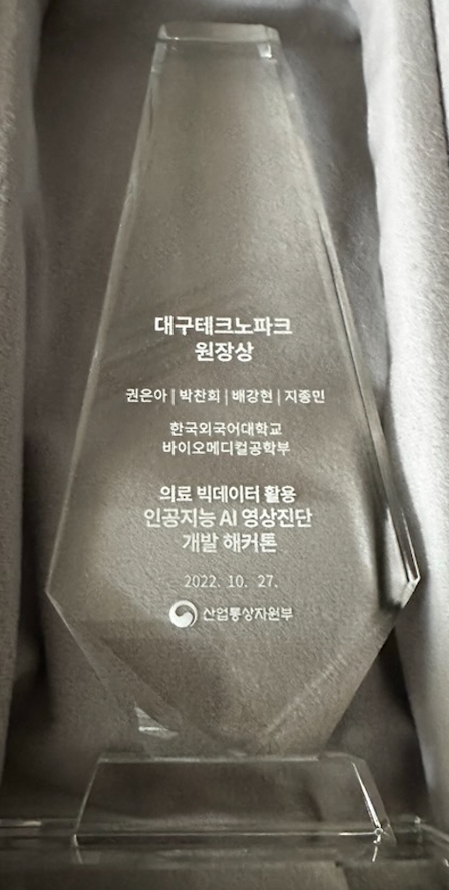 대구테크노파크
원장상
권은아 | 박찬희 | 배강현 | 지종민
한국외국어대학교
바이오메디컬공학부
의료 빅데이터 활용
인공지능 AI 영상진단
개발 해커톤
2022. 10. 27.
산업통상자원부